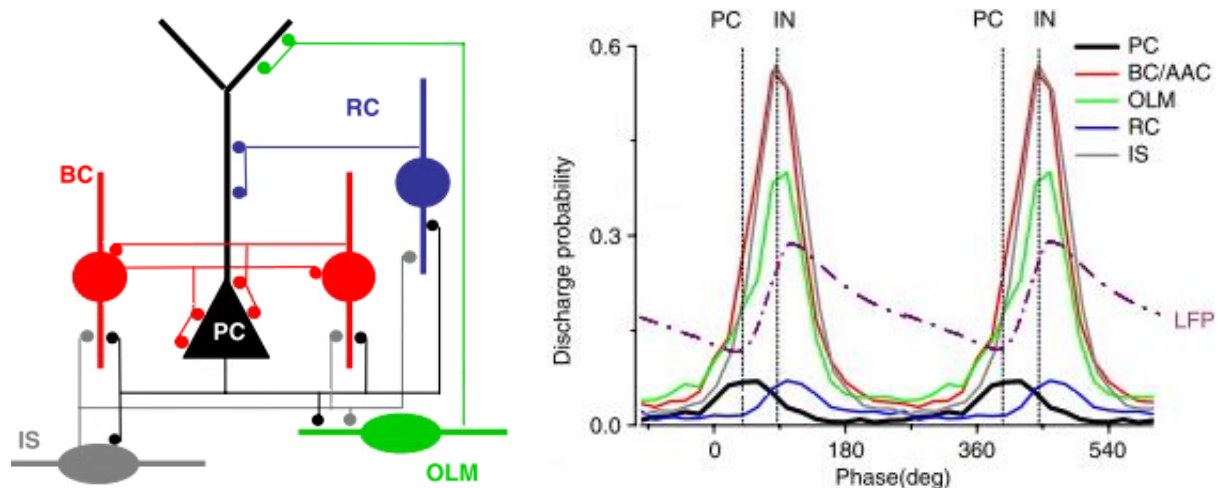 RC
BC
PC
IS
OLM
PC IN PC IN
0.6
0.3
0.0
Discharge probability
PC
BC/AAC
OLM
RC
IS
LFP
0 180 360 540
Phase(deg)